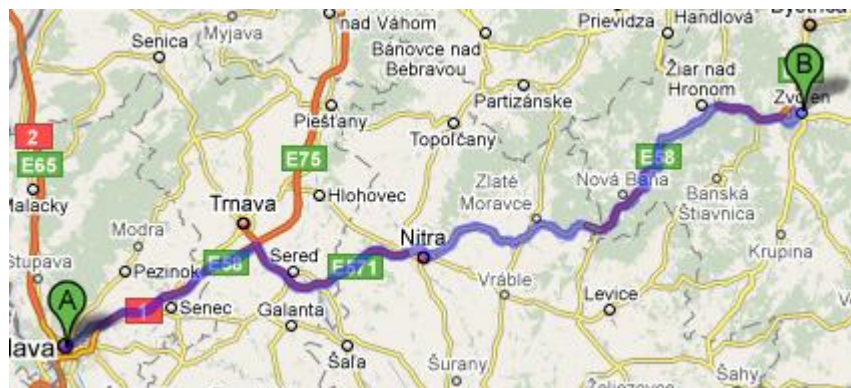 nad Váhom
Myjava
Senica
Prievidza
Handlová
Bánovce nad
Bebravou
B
Žiar nad
Hronom
Partizánske
Piešťany
Topoľčany
2
E65
E75
E58
Malacky
Trnava
Hlohovec
Zlaté
Moravce
Nová Baňa
Banská
Štiavnica
Modra
Nitra
Krupina
Stupava
Pezinok
E58
Sereď
E571
Vráble
A
1
Senec
Galanta
Levice
lava
Šaľa
Šurany
Šahy